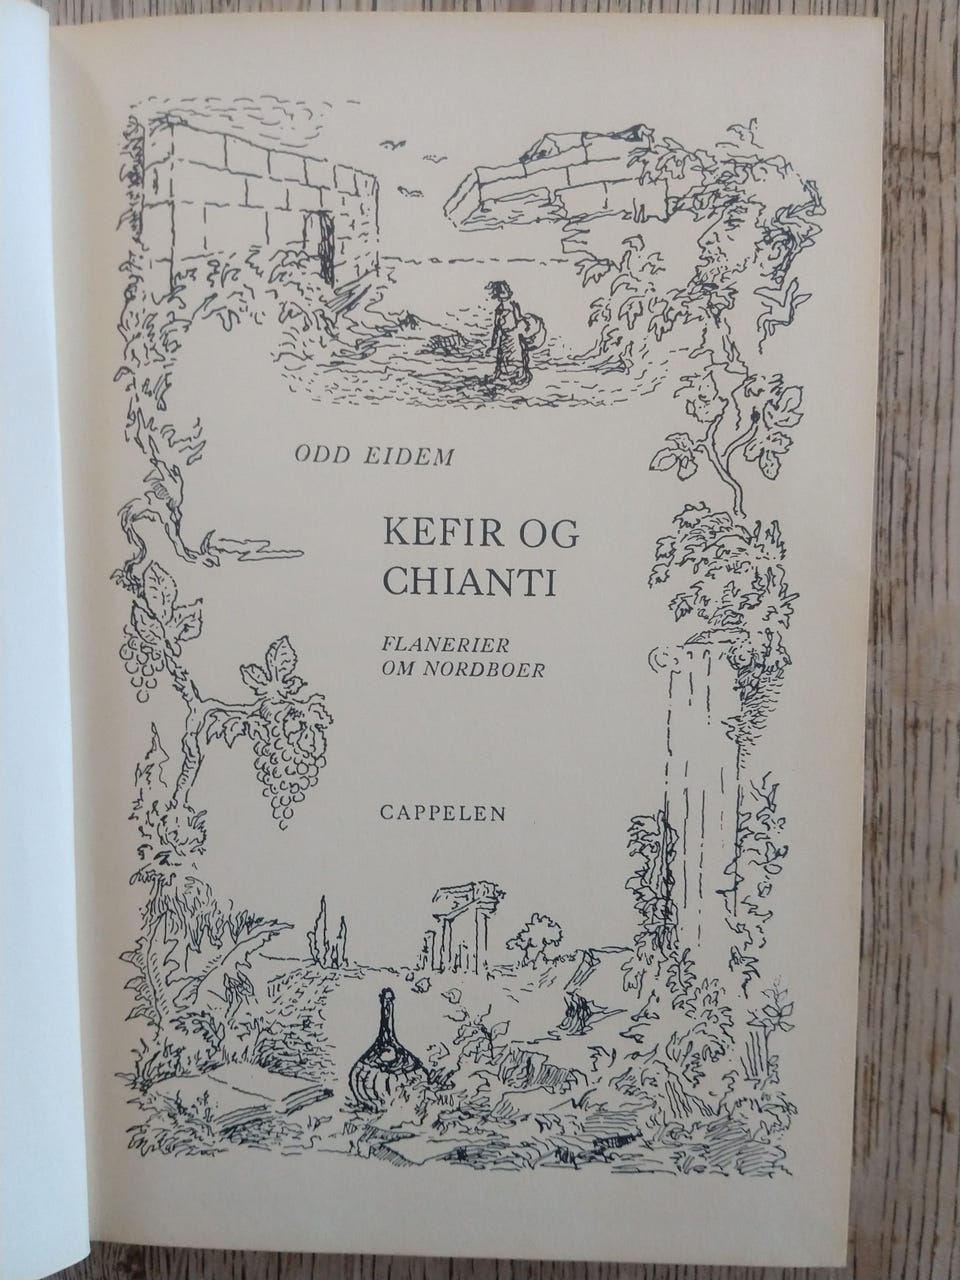 ODD EIDEM
KEFIR OG
CHIANTI
FLANERIER
OM NORDBOER
CAPPELEN